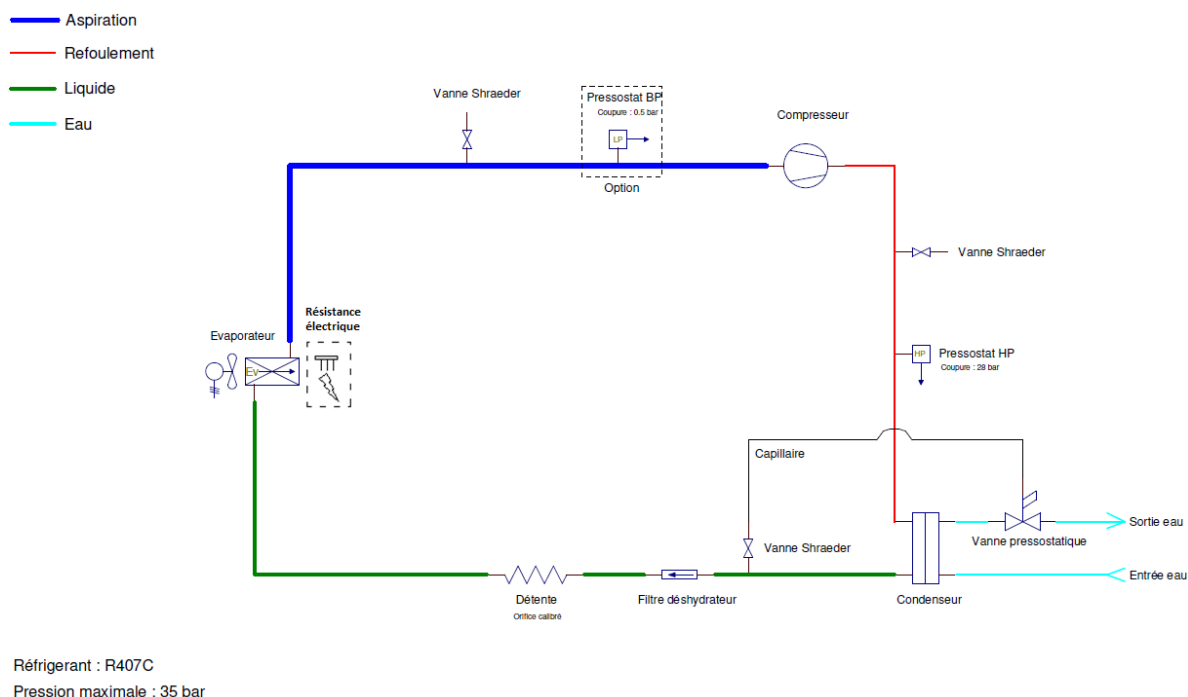 Aspiration
Refoulement
Liquide
Eau
Vanne Shraeder
Pressostat BP
Coupure : 0.5 bar
LP
Option
Compresseur
Vanne Shraeder
HP
Pressostat HP
Coupure : 28 bar
Résistance
électrique
Evaporateur
Ev
Capillaire
Vanne Shraeder
Sortie eau
Vanne pressostatique
Entrée eau
Condenseur
Filtre déshydrateur
Détente
Orifice calibré
Réfrigerant : R407C
Pression maximale : 35 bar